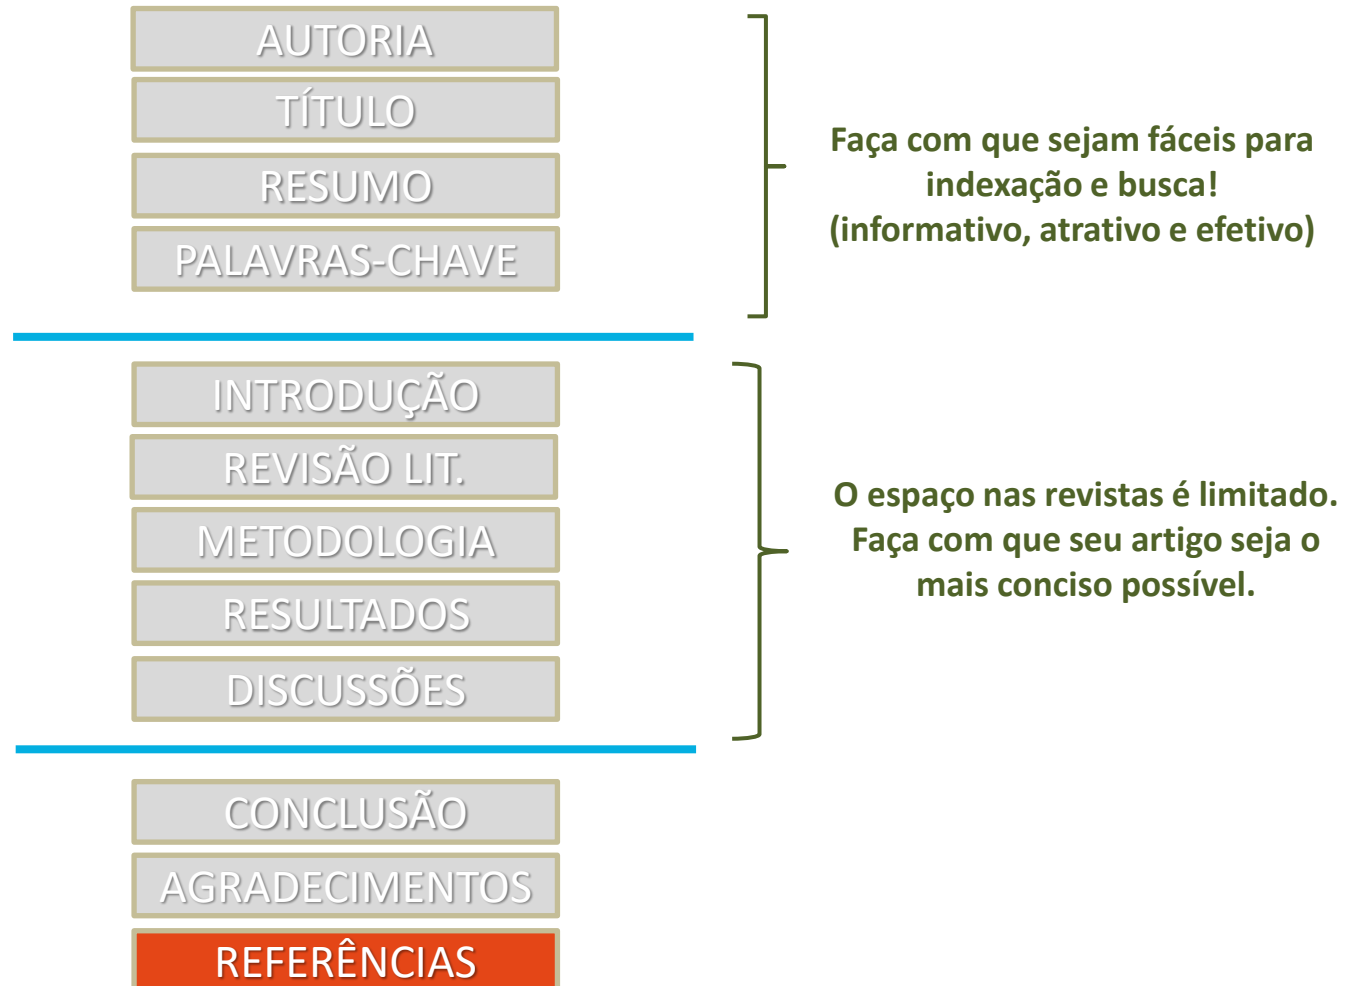 AUTORIA
TÍTULO
RESUMO
PALAVRAS-CHAVE
Faça com que sejam fáceis para
indexação e busca!
(informativo, atrativo e efetivo)
INTRODUÇÃO
REVISÃO LIT.
METODOLOGIA
RESULTADOS
DISCUSSÕES
O espaço nas revistas é limitado.
Faça com que seu artigo seja o
mais conciso possível.
CONCLUSÃO
AGRADECIMENTOS
REFERÊNCIAS